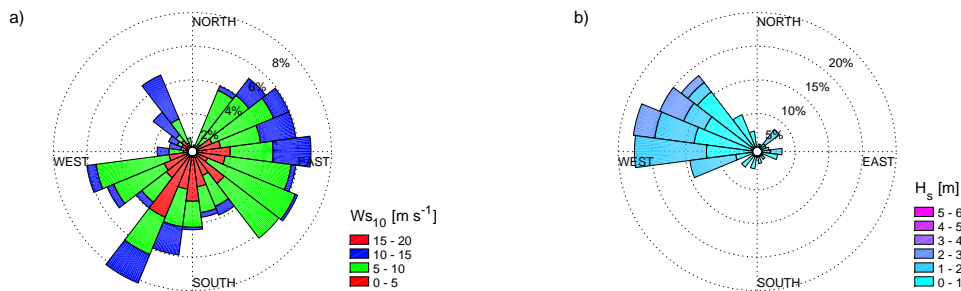 a)
NORTH
8%
6%
4%
2%
WEST
EAST
SOUTH
Ws10 [m s-1]
15 - 20
10 - 15
5 - 10
0 - 5
b)
NORTH
20%
15%
10%
5%
WEST
EAST
SOUTH
Hs [m]
5 - 6
4 - 5
3 - 4
2 - 3
1 - 2
0 - 1